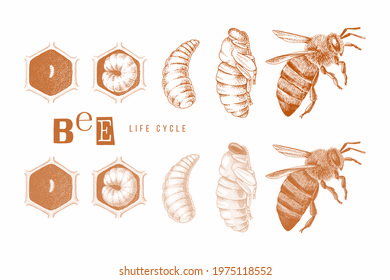 BeE LIFE CYCLE
shutterstock.com · 1975118552